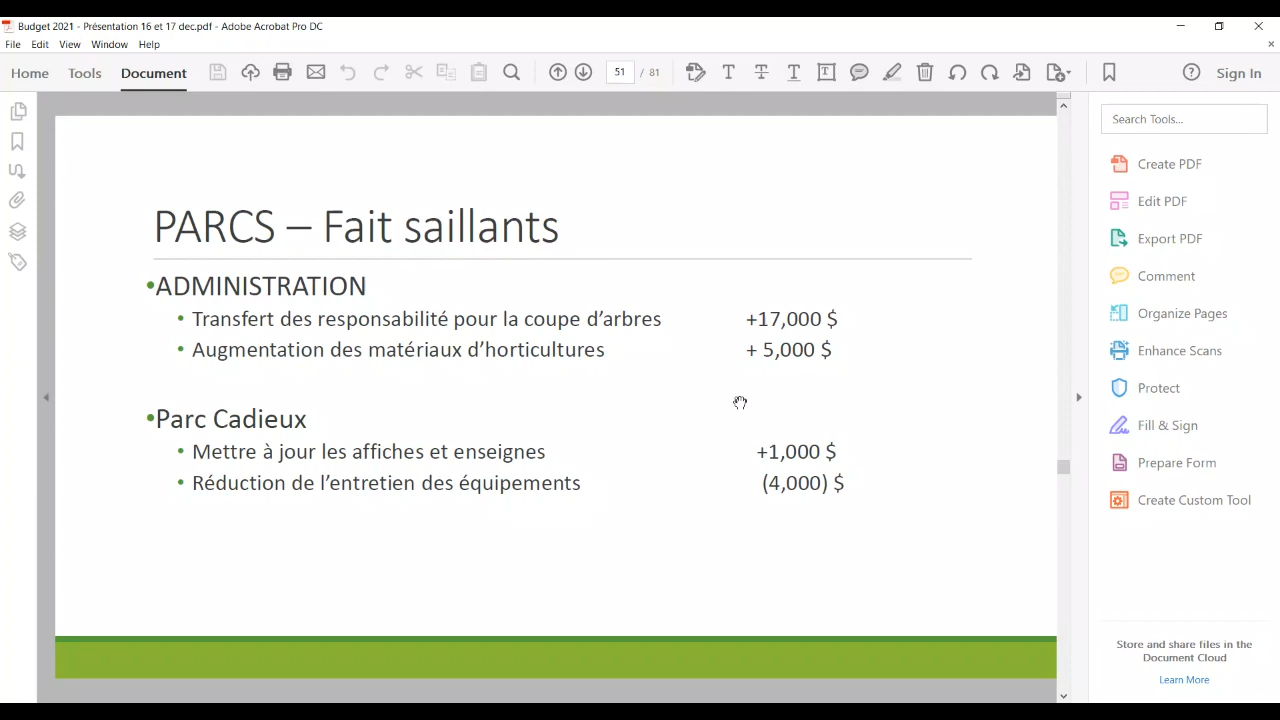 Budget 2021 - Présentation 16 et 17 dec.pdf - Adobe Acrobat Pro DC
File Edit View Window Help
Home Tools Document 51 / 81 Sign In
Search Tools...
Create PDF
Edit PDF
Export PDF
Comment
Organize Pages
Enhance Scans
Protect
Fill & Sign
Prepare Form
Create Custom Tool
Store and share files in the
Document Cloud
Learn More
PARCS – Fait saillants
•ADMINISTRATION
• Transfert des responsabilité pour la coupe d’arbres +17,000 $
• Augmentation des matériaux d’horticultures + 5,000 $
•Parc Cadieux
• Mettre à jour les affiches et enseignes +1,000 $
• Réduction de l’entretien des équipements (4,000) $